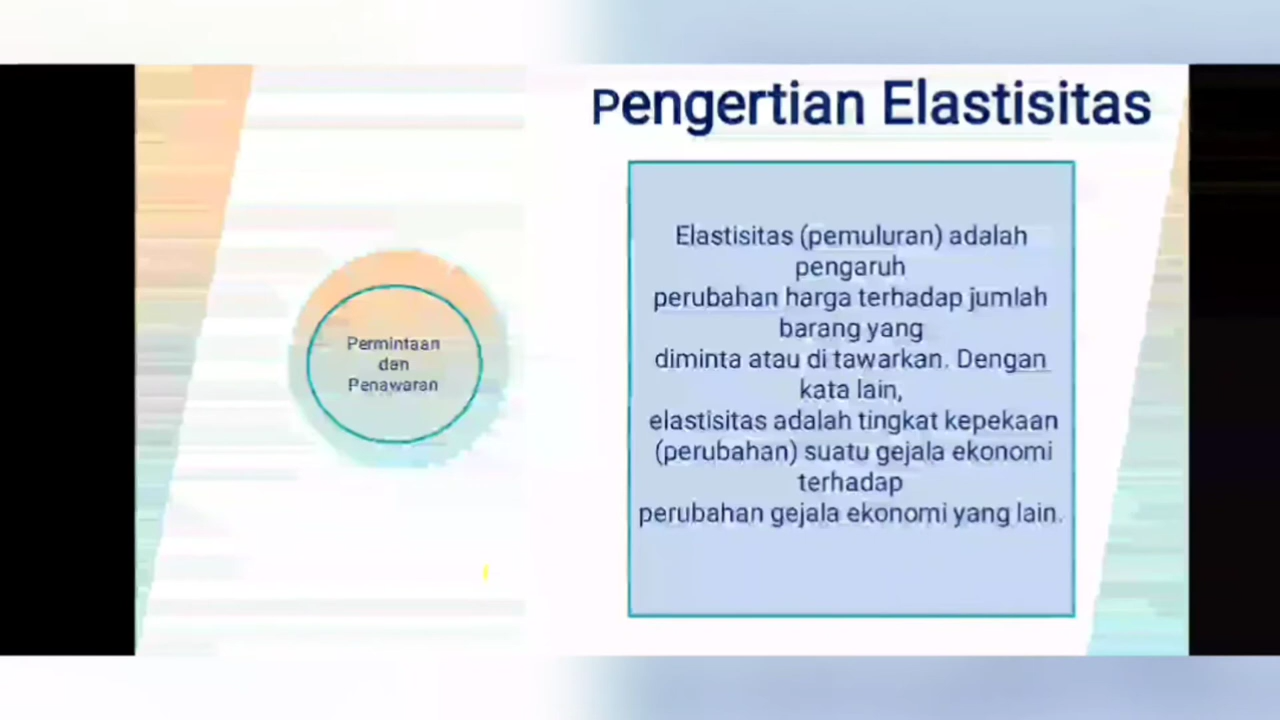 Pengertian Elastisitas
Permintaan
dan
Penawaran
Elastisitas (pemuluran) adalah
pengaruh
perubahan harga terhadap jumlah
barang yang
diminta atau di tawarkan. Dengan
kata lain,
elastisitas adalah tingkat kepekaan
(perubahan) suatu gejala ekonomi
terhadap
perubahan gejala ekonomi yang lain.